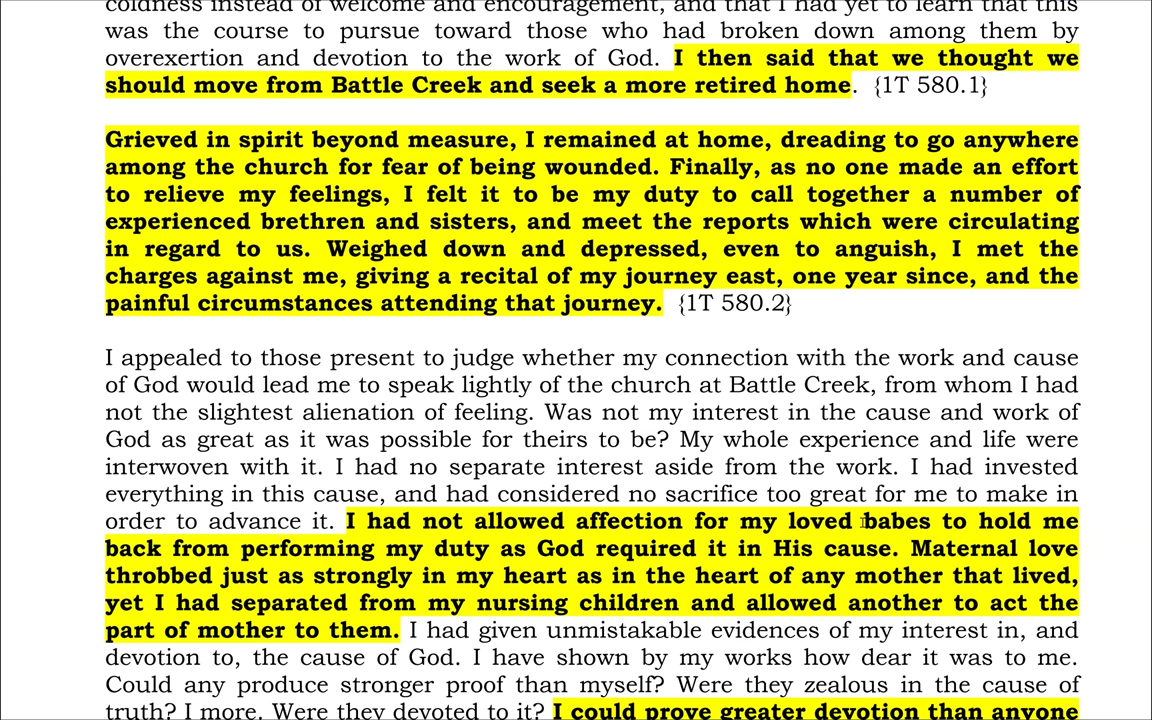 coldness instead of welcome and encouragement, and that I had yet to learn that this
was the course to pursue toward those who had broken down among them by
overexertion and devotion to the work of God. I then said that we thought we
should move from Battle Creek and seek a more retired home. {1T 580.1}
Grieved in spirit beyond measure, I remained at home, dreading to go anywhere
among the church for fear of being wounded. Finally, as no one made an effort
to relieve my feelings, I felt it to be my duty to call together a number of
experienced brethren and sisters, and meet the reports which were circulating
in regard to us. Weighed down and depressed, even to anguish, I met the
charges against me, giving a recital of my journey east, one year since, and the
painful circumstances attending that journey. {1T 580.2}
I appealed to those present to judge whether my connection with the work and cause
of God would lead me to speak lightly of the church at Battle Creek, from whom I had
not the slightest alienation of feeling. Was not my interest in the cause and work of
God as great as it was possible for theirs to be? My whole experience and life were
interwoven with it. I had no separate interest aside from the work. I had invested
everything in this cause, and had considered no sacrifice too great for me to make in
order to advance it. I had not allowed affection for my loved babes to hold me
back from performing my duty as God required it in His cause. Maternal love
throbbed just as strongly in my heart as in the heart of any mother that lived,
yet I had separated from my nursing children and allowed another to act the
part of mother to them. I had given unmistakable evidences of my interest in, and
devotion to, the cause of God. I have shown by my works how dear it was to me.
Could any produce stronger proof than myself? Were they zealous in the cause of
truth? I more. Were they devoted to it? I could prove greater devotion than anyone